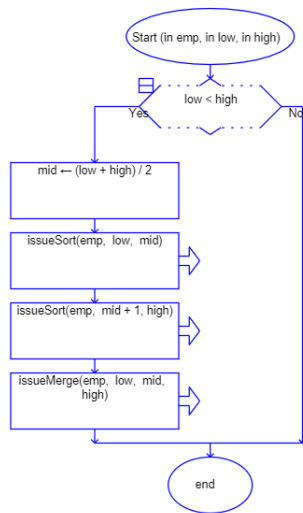 Start (in emp, in low, in high)
low < high
Yes
No
mid ← (low + high) / 2
issueSort(emp, low, mid)
issueSort(emp, mid + 1, high)
issueMerge(emp, low, mid,
high)
end